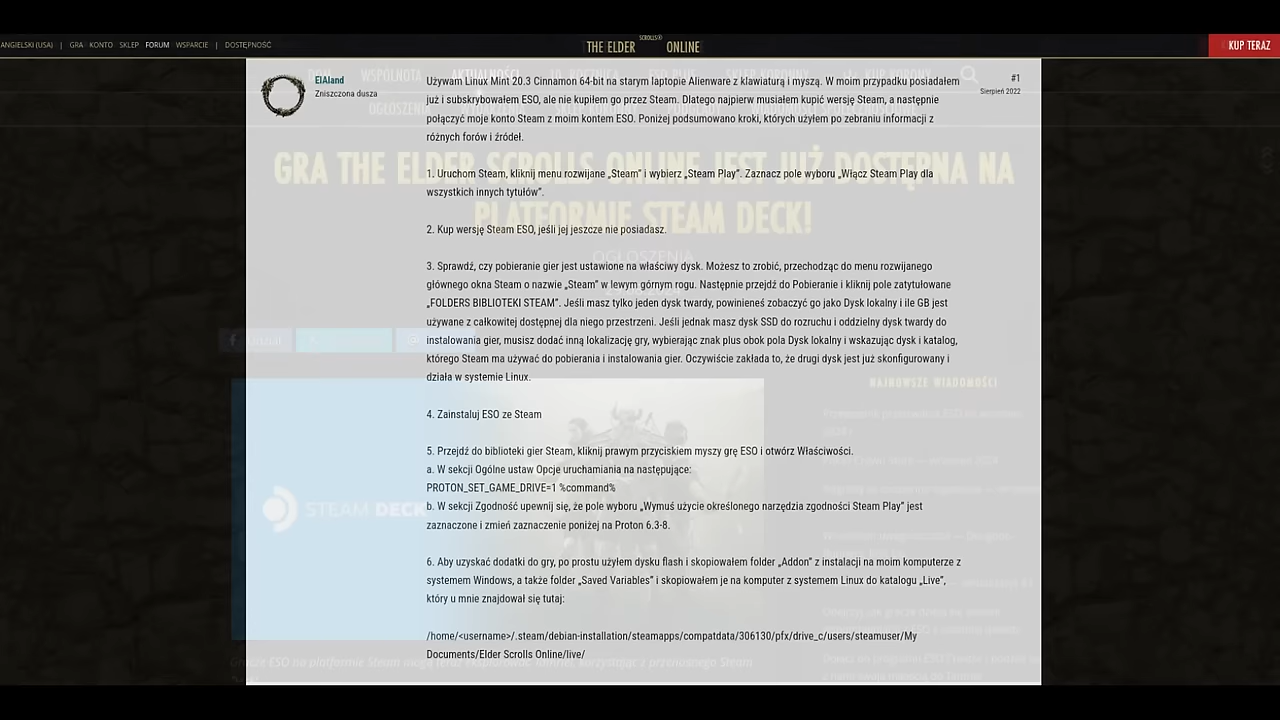 ANGIELSKI (USA) | GRA KONTO SKLEP FORUM WSPARCIE | DOSTĘPNOŚĆ
THE ELDER SCROLLS® ONLINE
KUP TERAZ
WSPÓLNOTA AKTUALNOŚCI
OGŁOSZENIA
GRA THE ELDER SCROLLS ONLINE JEST JUŻ DOSTĘPNA NA
PLATFORMIE STEAM DECK!
OGŁOSZENIA
ElAland
Zniszczona dusza
#1
Sierpień 2022
Używam Linux Mint 20.3 Cinnamon 64-bit na starym laptopie Alienware z klawiaturą i myszą. W moim przypadku posiadałem
już i subskrybowałem ESO, ale nie kupiłem go przez Steam. Dlatego najpierw musiałem kupić wersję Steam, a następnie
połączyć moje konto Steam z moim kontem ESO. Poniżej podsumowano kroki, których użyłem po zebraniu informacji z
różnych forów i źródeł.
1. Uruchom Steam, kliknij menu rozwijane „Steam” i wybierz „Steam Play”. Zaznacz pole wyboru „Włącz Steam Play dla
wszystkich innych tytułów”.
2. Kup wersję Steam ESO, jeśli jej jeszcze nie posiadasz.
3. Sprawdź, czy pobieranie gier jest ustawione na właściwy dysk. Możesz to zrobić, przechodząc do menu rozwijanego
głównego okna Steam o nazwie „Steam” w lewym górnym rogu. Następnie przejdź do Pobieranie i kliknij pole zatytułowane
„FOLDERS BIBLIOTEKI STEAM”. Jeśli masz tylko jeden dysk twardy, powinieneś zobaczyć go jako Dysk lokalny i ile GB jest
używane z całkowitej dostępnej dla niego przestrzeni. Jeśli jednak masz dysk SSD do rozruchu i oddzielny dysk twardy do
instalowania gier, musisz dodać inną lokalizację gry, wybierając znak plus obok pola Dysk lokalny i wskazując dysk i katalog,
którego Steam ma używać do pobierania i instalowania gier. Oczywiście zakłada to, że drugi dysk jest już skonfigurowany i
działa w systemie Linux.
NAJNOWSZE WIADOMOŚCI
4. Zainstaluj ESO ze Steam
5. Przejdź do biblioteki gier Steam, kliknij prawym przyciskiem myszy grę ESO i otwórz Właściwości.
a. W sekcji Ogólne ustaw Opcje uruchamiania na następujące:
PROTON_SET_GAME_DRIVE=1 %command%
b. W sekcji Zgodność upewnij się, że pole wyboru „Wymuś użycie określonego narzędzia zgodności Steam Play” jest
zaznaczone i zmień zaznaczenie poniżej na Proton 6.3-8.
STEAM DECK
6. Aby uzyskać dodatki do gry, po prostu użyłem dysku flash i skopiowałem folder „Addon” z instalacji na moim komputerze z
systemem Windows, a także folder „Saved Variables” i skopiowałem je na komputer z systemem Linux do katalogu „Live”,
który u mnie znajdował się tutaj:
/home/<username>/.steam/debian-installation/steamapps/compatdata/306130/pfx/drive_c/users/steamuser/My
Documents/Elder Scrolls Online/live/
Gracze ESO na platformie Steam mogą teraz eksplorować Tamriel, korzystając z przenośnego Steam